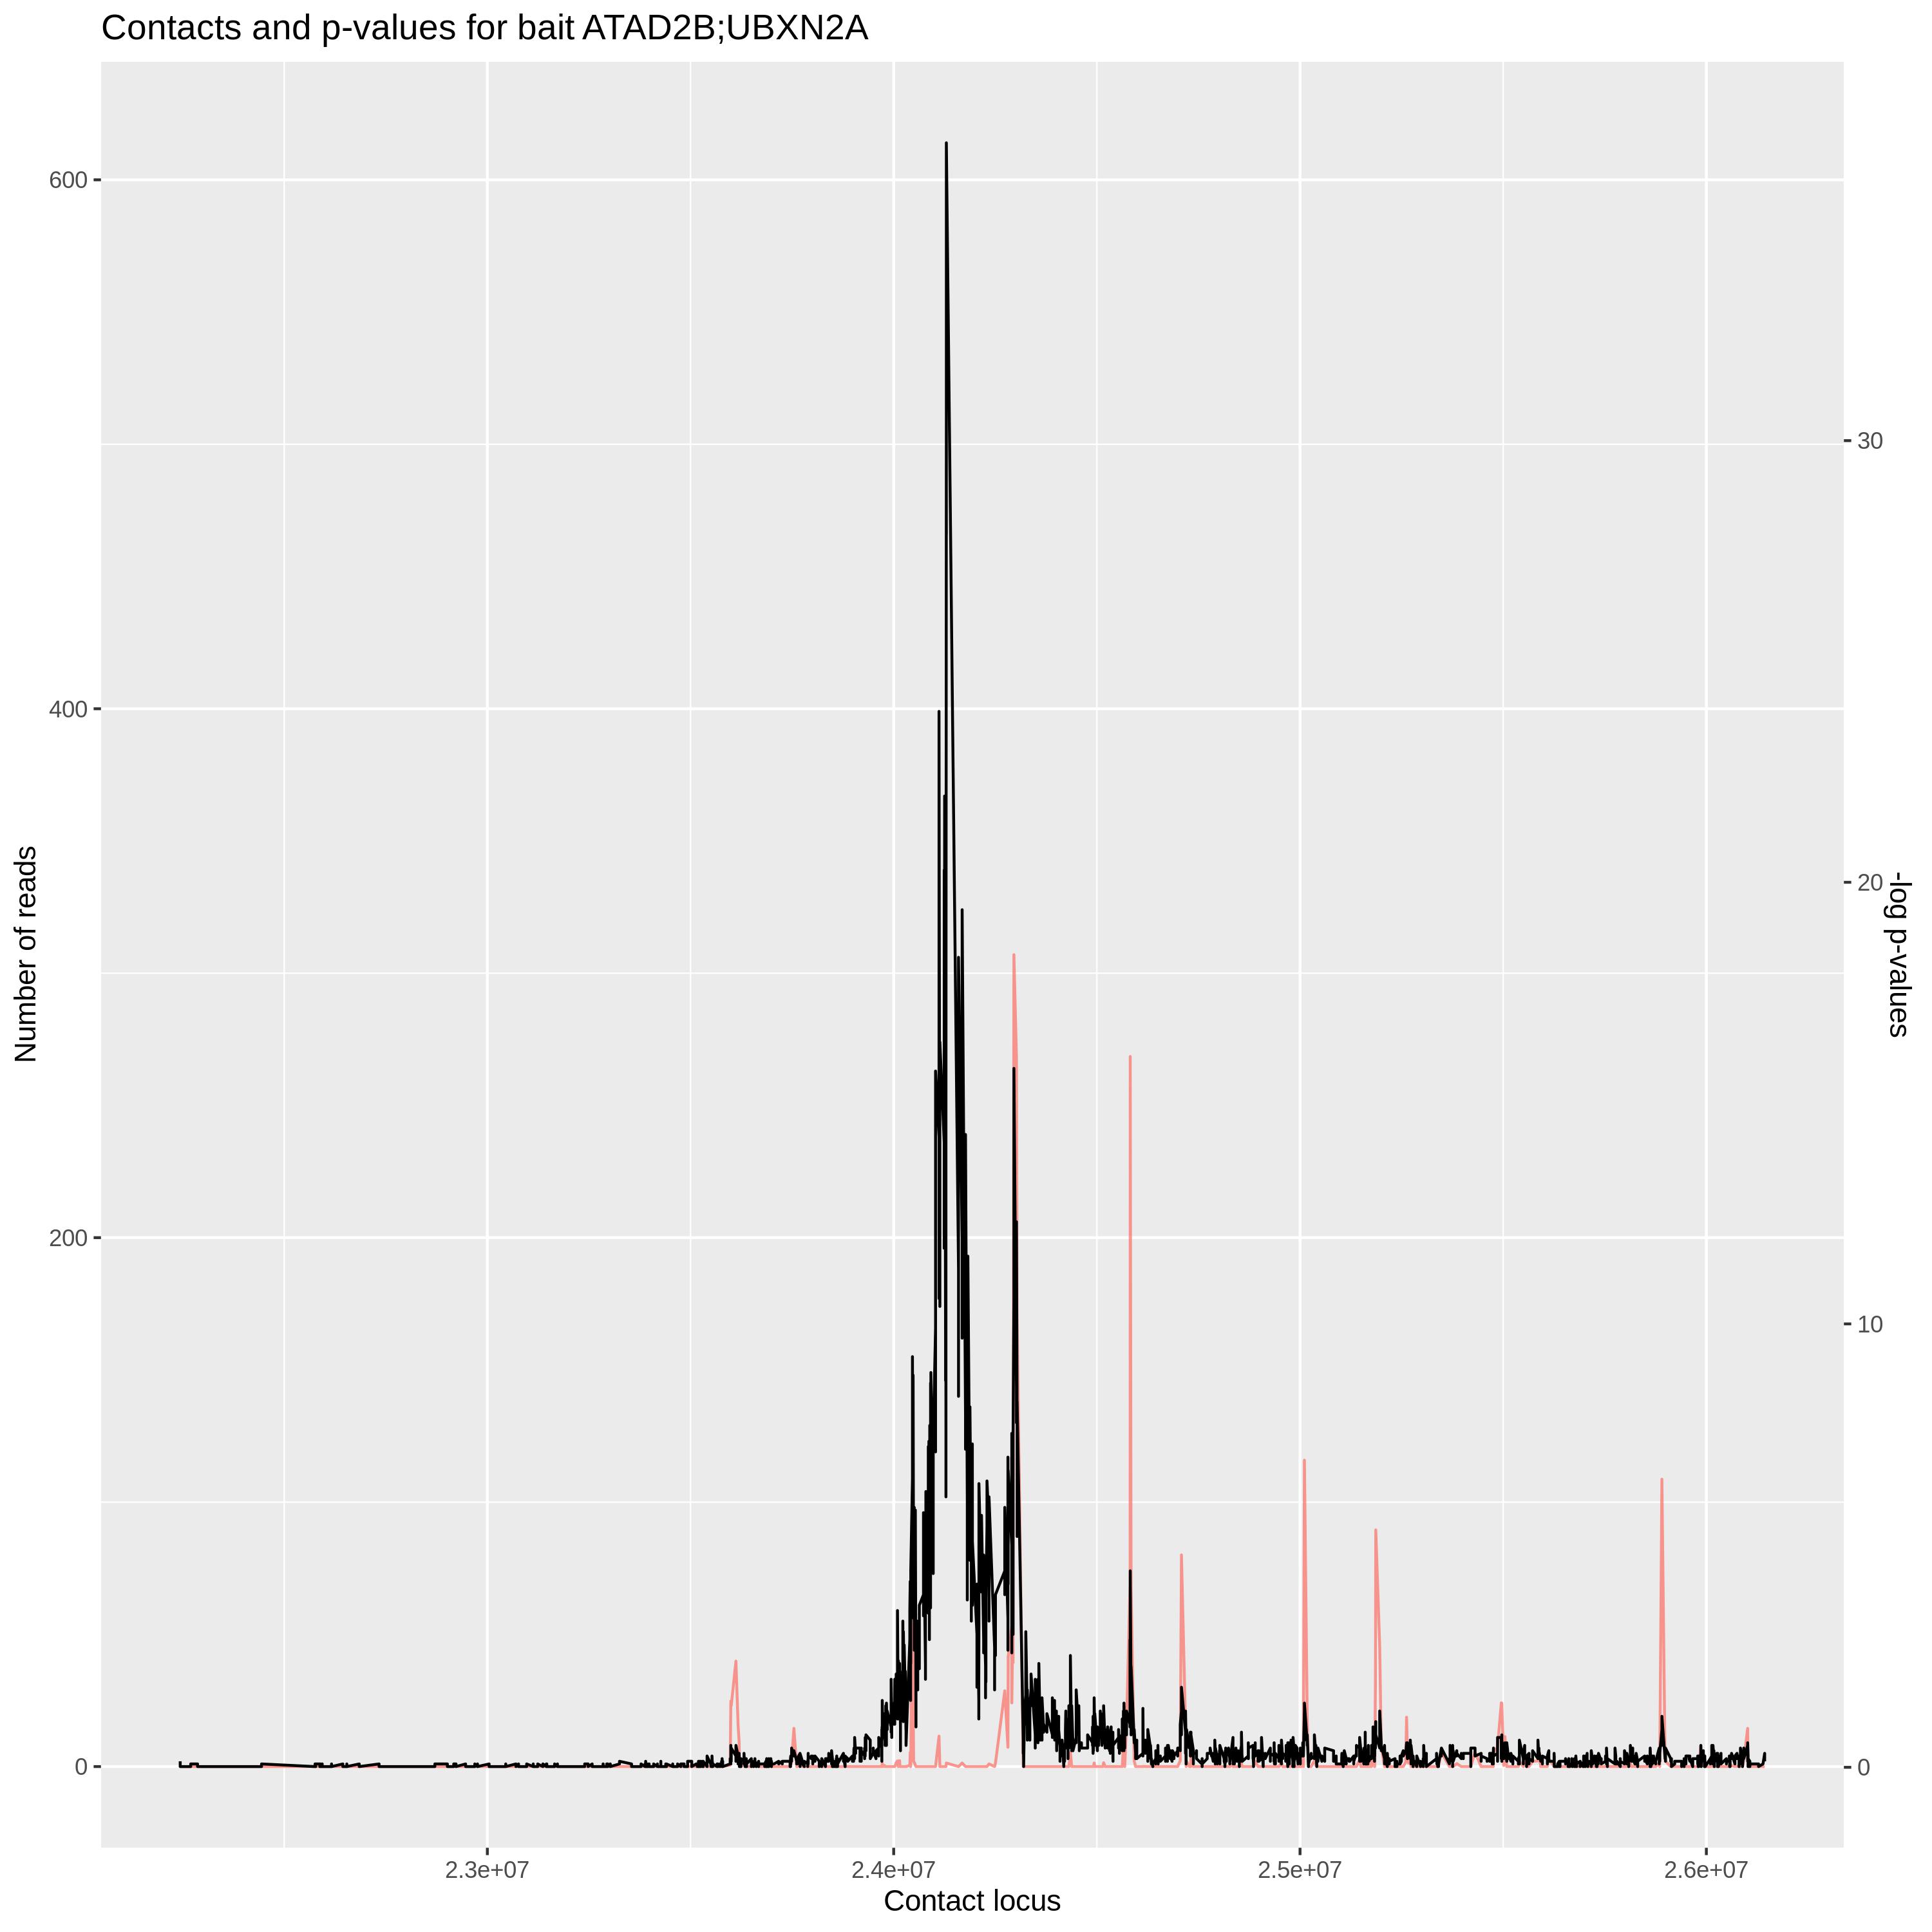 Contacts and p-values for bait ATAD2B;UBXN2A
600
400
200
0
Number of reads
30
20
10
0
-log p-values
2.3e+07
2.4e+07
2.5e+07
2.6e+07
Contact locus